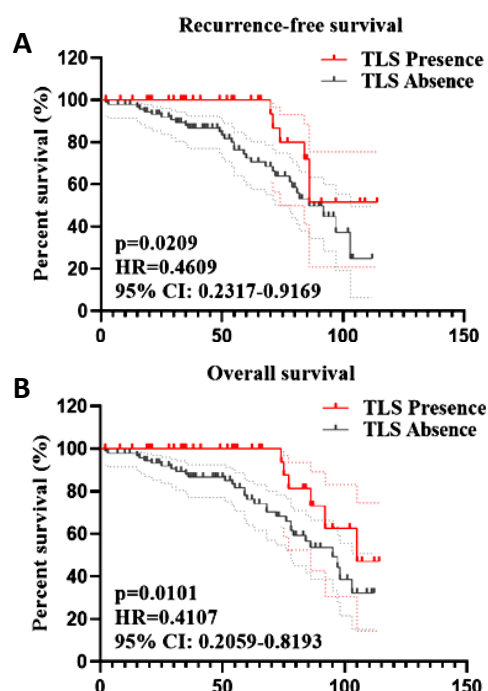 A
Recurrence-free survival
TLS Presence
TLS Absence
Percent survival (%)
120
100
80
60
40
20
0
p=0.0209
HR=0.4609
95% CI: 0.2317-0.9169
0 50 100 150
B
Overall survival
TLS Presence
TLS Absence
Percent survival (%)
120
100
80
60
40
20
0
p=0.0101
HR=0.4107
95% CI: 0.2059-0.8193
0 50 100 150